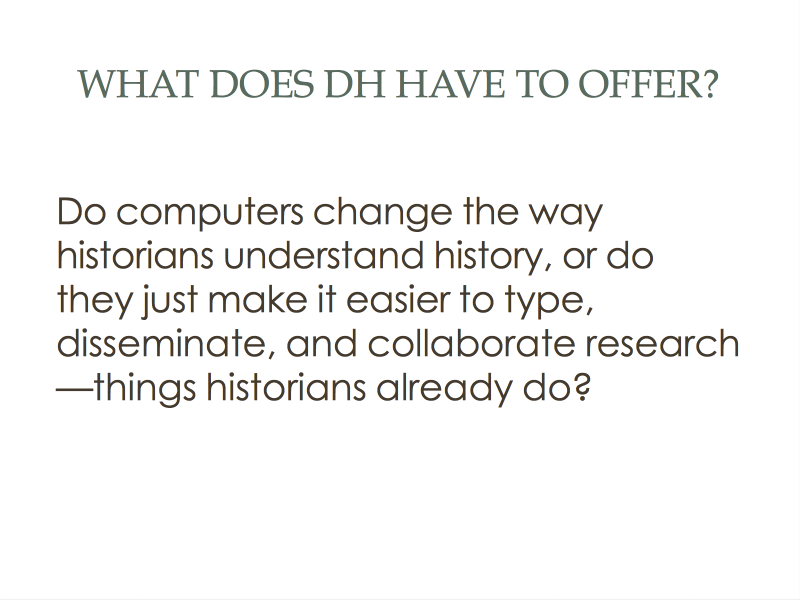 WHAT DOES DH HAVE TO OFFER?
Do computers change the way
historians understand history, or do
they just make it easier to type,
disseminate, and collaborate research
—things historians already do?